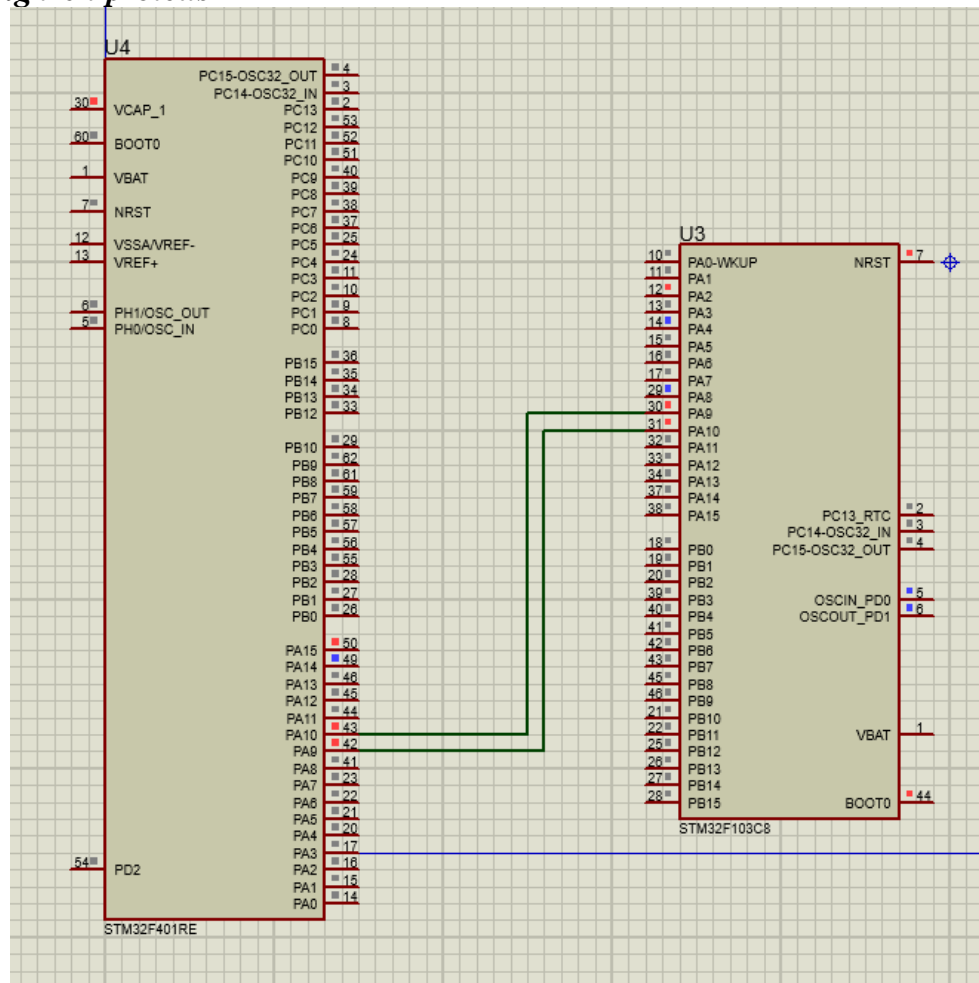 U4
PC15-OSC32_OUT 4
PC14-OSC32_IN 3
PC13 2
PC12 53
PC11 52
PC10 51
PC9 40
PC8 39
PC7 38
PC6 37
PC5 25
PC4 24
PC3 11
PC2 10
PC1 9
PC0 8
PB15 36
PB14 35
PB13 34
PB12 33
PB10 29
PB9 62
PB8 61
PB7 59
PB6 58
PB5 57
PB4 56
PB3 55
PB2 28
PB1 27
PB0 26
PA15 50
PA14 49
PA13 46
PA12 45
PA11 44
PA10 43
PA9 42
PA8 41
PA7 23
PA6 22
PA5 21
PA4 20
PA3 17
PA2 16
PA1 15
PA0 14
30 VCAP_1
60 BOOT0
1 VBAT
7 NRST
12 VSSA/VREF-
13 VREF+
6 PH1/OSC_OUT
5 PH0/OSC_IN
54 PD2
STM32F401RE
U3
10 PA0-WKUP
11 PA1
12 PA2
13 PA3
14 PA4
15 PA5
16 PA6
17 PA7
29 PA8
30 PA9
31 PA10
32 PA11
33 PA12
34 PA13
37 PA14
38 PA15
18 PB0
19 PB1
20 PB2
39 PB3
40 PB4
41 PB5
42 PB6
43 PB7
45 PB8
46 PB9
21 PB10
22 PB11
25 PB12
26 PB13
27 PB14
28 PB15
NRST 7
PC13_RTC 2
PC14-OSC32_IN 3
PC15-OSC32_OUT 4
OSCIN_PD0 5
OSCOUT_PD1 6
VBAT 1
BOOT0 44
STM32F103C8